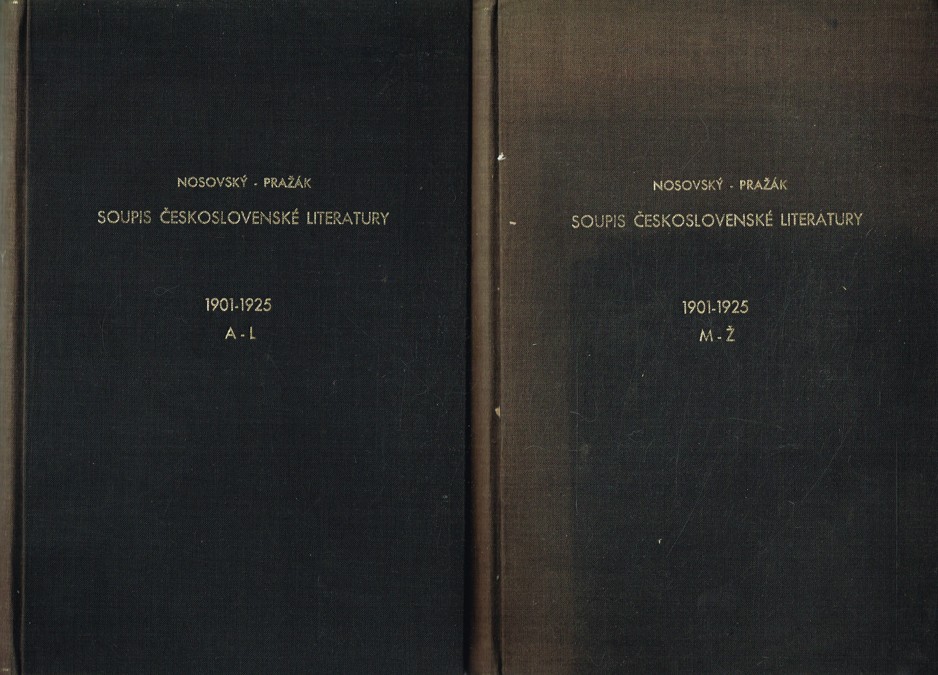 NOSOVSKÝ - PRAŽÁK
SOUPIS ČESKOSLOVENSKÉ LITERATURY
1901-1925
A - L
NOSOVSKÝ - PRAŽÁK
SOUPIS ČESKOSLOVENSKÉ LITERATURY
1901-1925
M - Ž